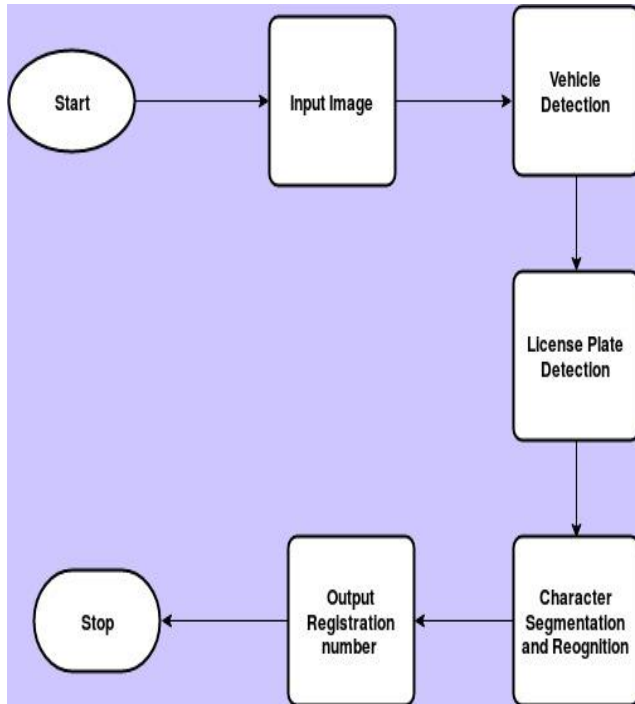 Start
Input Image
Vehicle
Detection
License Plate
Detection
Character
Segmentation
and Reognition
Output
Registration
number
Stop